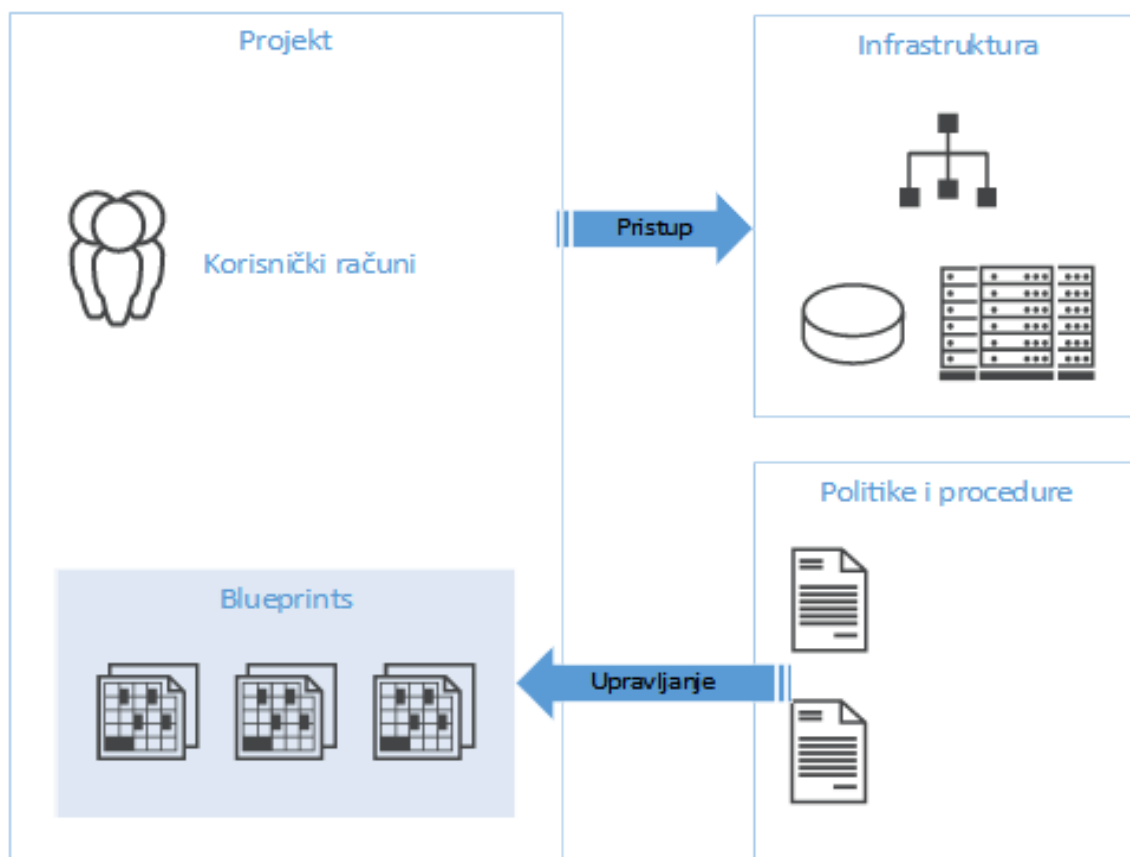 Projekt
Infrastruktura
Pristup
Korisnički računi
Politike i procedure
Blueprints
Upravljanje